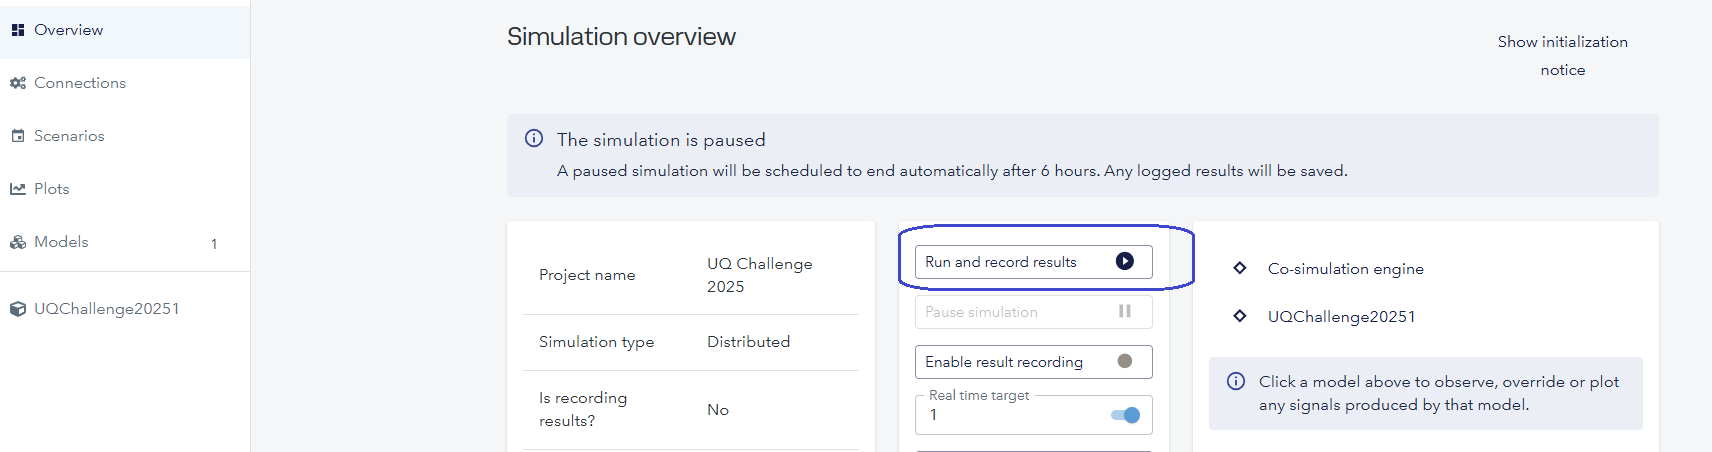 Overview
Connections
Scenarios
Plots
Models 1
UQChallenge20251
Simulation overview
Show initialization
notice
The simulation is paused
A paused simulation will be scheduled to end automatically after 6 hours. Any logged results will be saved.
Project name
UQ Challenge
2025
Simulation type
Distributed
Is recording
results?
No
Run and record results
Pause simulation
Enable result recording
Real time target
1
Co-simulation engine
UQChallenge20251
Click a model above to observe, override or plot
any signals produced by that model.